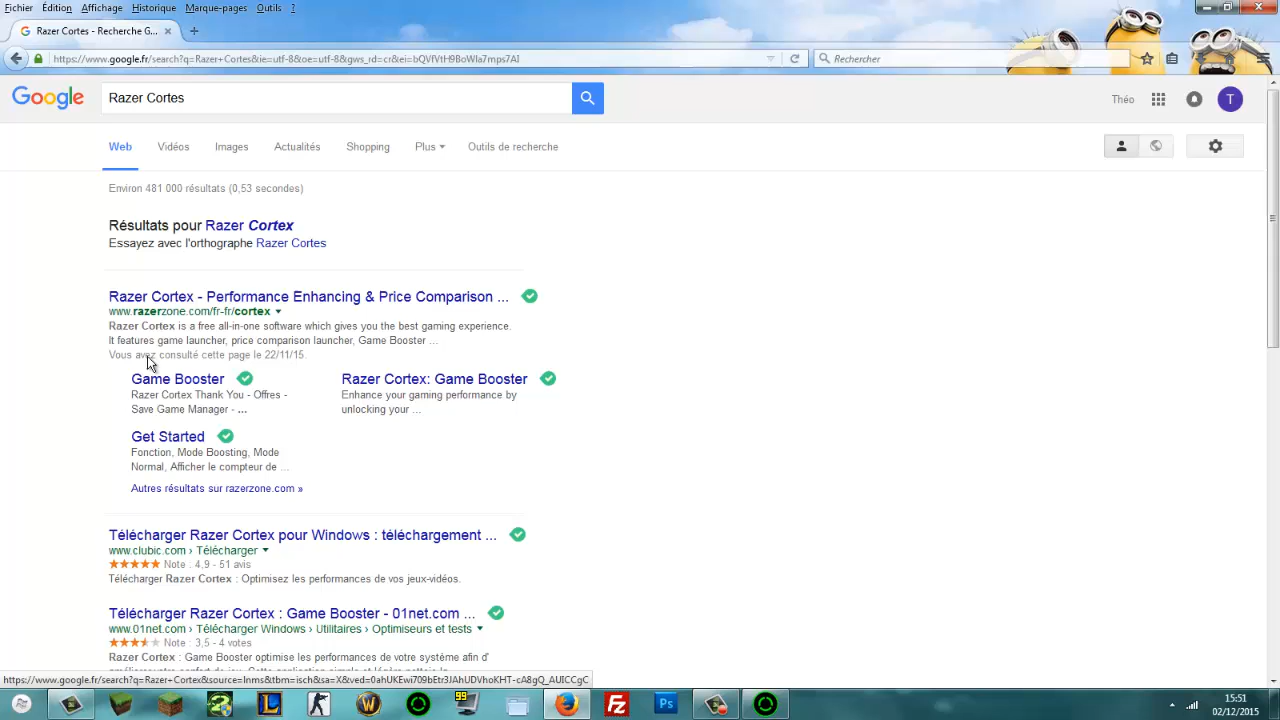 Fichier Édition Affichage Historique Marque-pages Outils ?
Razer Cortes - Recherche G... × +
https://www.google.fr/search?q=Razer+Cortes&ie=utf-8&oe=utf-8&gws_rd=cr&ei=bQVfVtH9BoWla7mps7AI
Rechercher
Google
Razer Cortes
Théo
T
Web Vidéos Images Actualités Shopping Plus Outils de recherche
Environ 481 000 résultats (0,53 secondes)
Résultats pour Razer Cortex
Essayez avec l'orthographe Razer Cortes
Razer Cortex - Performance Enhancing & Price Comparison ...
www.razerzone.com/fr-fr/cortex
Razer Cortex is a free all-in-one software which gives you the best gaming experience.
It features game launcher, price comparison launcher, Game Booster ...
Vous avez consulté cette page le 22/11/15.
Game Booster
Razer Cortex Thank You - Offres -
Save Game Manager - ...
Razer Cortex: Game Booster
Enhance your gaming performance by
unlocking your ...
Get Started
Fonction, Mode Boosting, Mode
Normal, Afficher le compteur de ...
Autres résultats sur razerzone.com »
Télécharger Razer Cortex pour Windows : téléchargement ...
www.clubic.com › Télécharger
Note : 4,9 - 51 avis
Télécharger Razer Cortex : Optimisez les performances de vos jeux-vidéos.
Télécharger Razer Cortex : Game Booster - 01net.com ...
www.01net.com › Télécharger Windows › Utilitaires › Optimiseurs et tests
Note : 3,5 - 4 votes
Razer Cortex : Game Booster optimise les performances de votre système afin d'
https://www.google.fr/search?q=Razer+Cortex&source=lnms&tbm=isch&sa=X&ved=0ahUKEwi709bEtr3JAhUDVhoKHT-cA8gQ_AUICCgC
99
Fz
Ps
15:51
02/12/2015